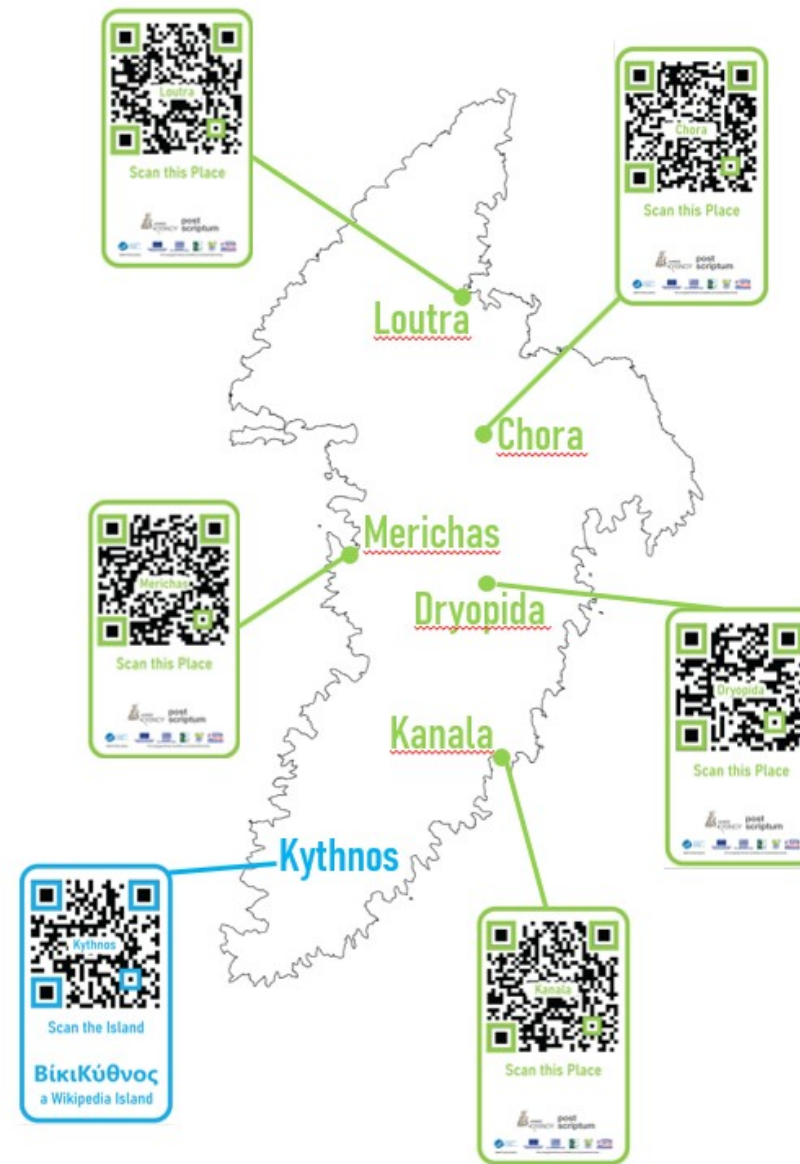 Loutra
Scan this Place
post
scriptum
Chora
Scan this Place
post
scriptum
Loutra
Chora
Merichas
Scan this Place
post
scriptum
Merichas
Dryopida
Dryopida
Scan this Place
post
scriptum
Kanala
Kythnos
Kythnos
Scan the Island
ΒίκιΚύθνος
a Wikipedia Island
Kanala
Scan this Place
post
scriptum